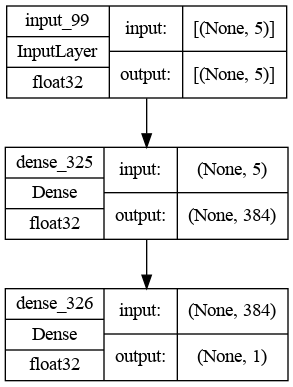 input_99
InputLayer
float32
input:
[(None, 5)]
output:
[(None, 5)]
dense_325
Dense
float32
input:
(None, 5)
output:
(None, 384)
dense_326
Dense
float32
input:
(None, 384)
output:
(None, 1)